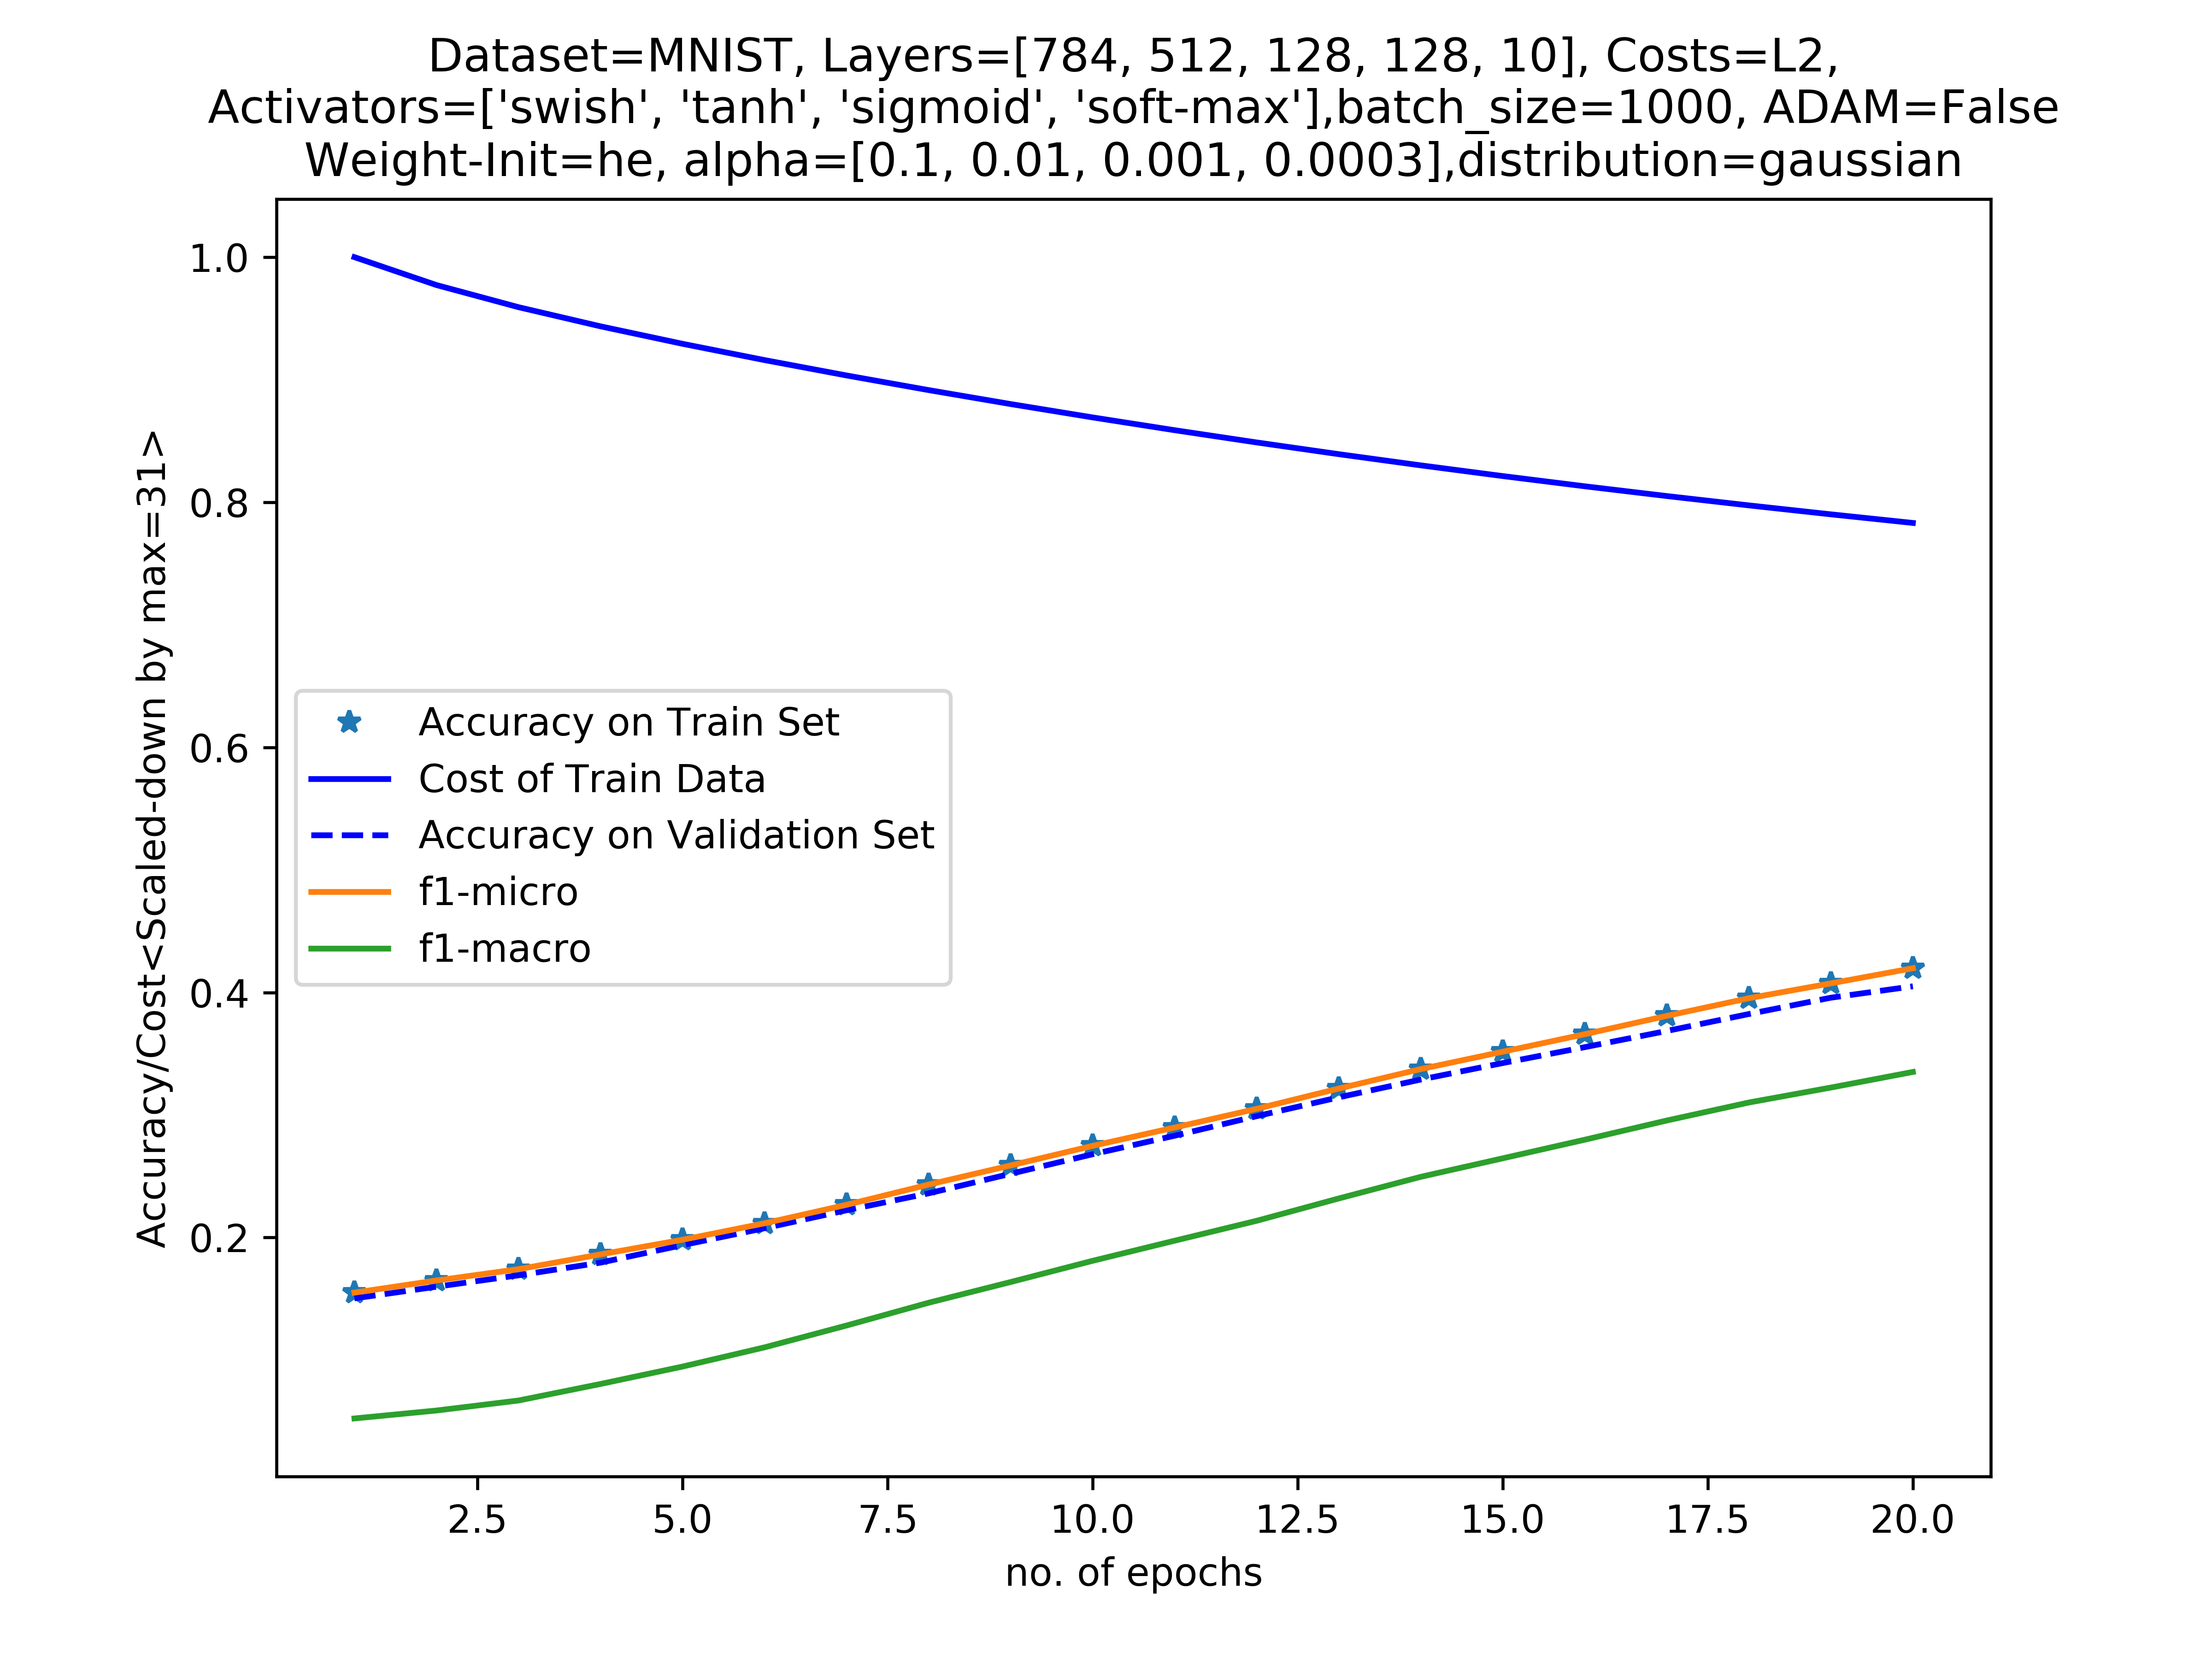 Dataset=MNIST, Layers=[784, 512, 128, 128, 10], Costs=L2,
Activators=['swish', 'tanh', 'sigmoid', 'soft-max'],batch_size=1000, ADAM=False
Weight-Init=he, alpha=[0.1, 0.01, 0.001, 0.0003],distribution=gaussian
Accuracy/Cost<Scaled-down by max=31>
1.0
0.8
0.6
0.4
0.2
Accuracy on Train Set
Cost of Train Data
Accuracy on Validation Set
f1-micro
f1-macro
2.5 5.0 7.5 10.0 12.5 15.0 17.5 20.0
no. of epochs